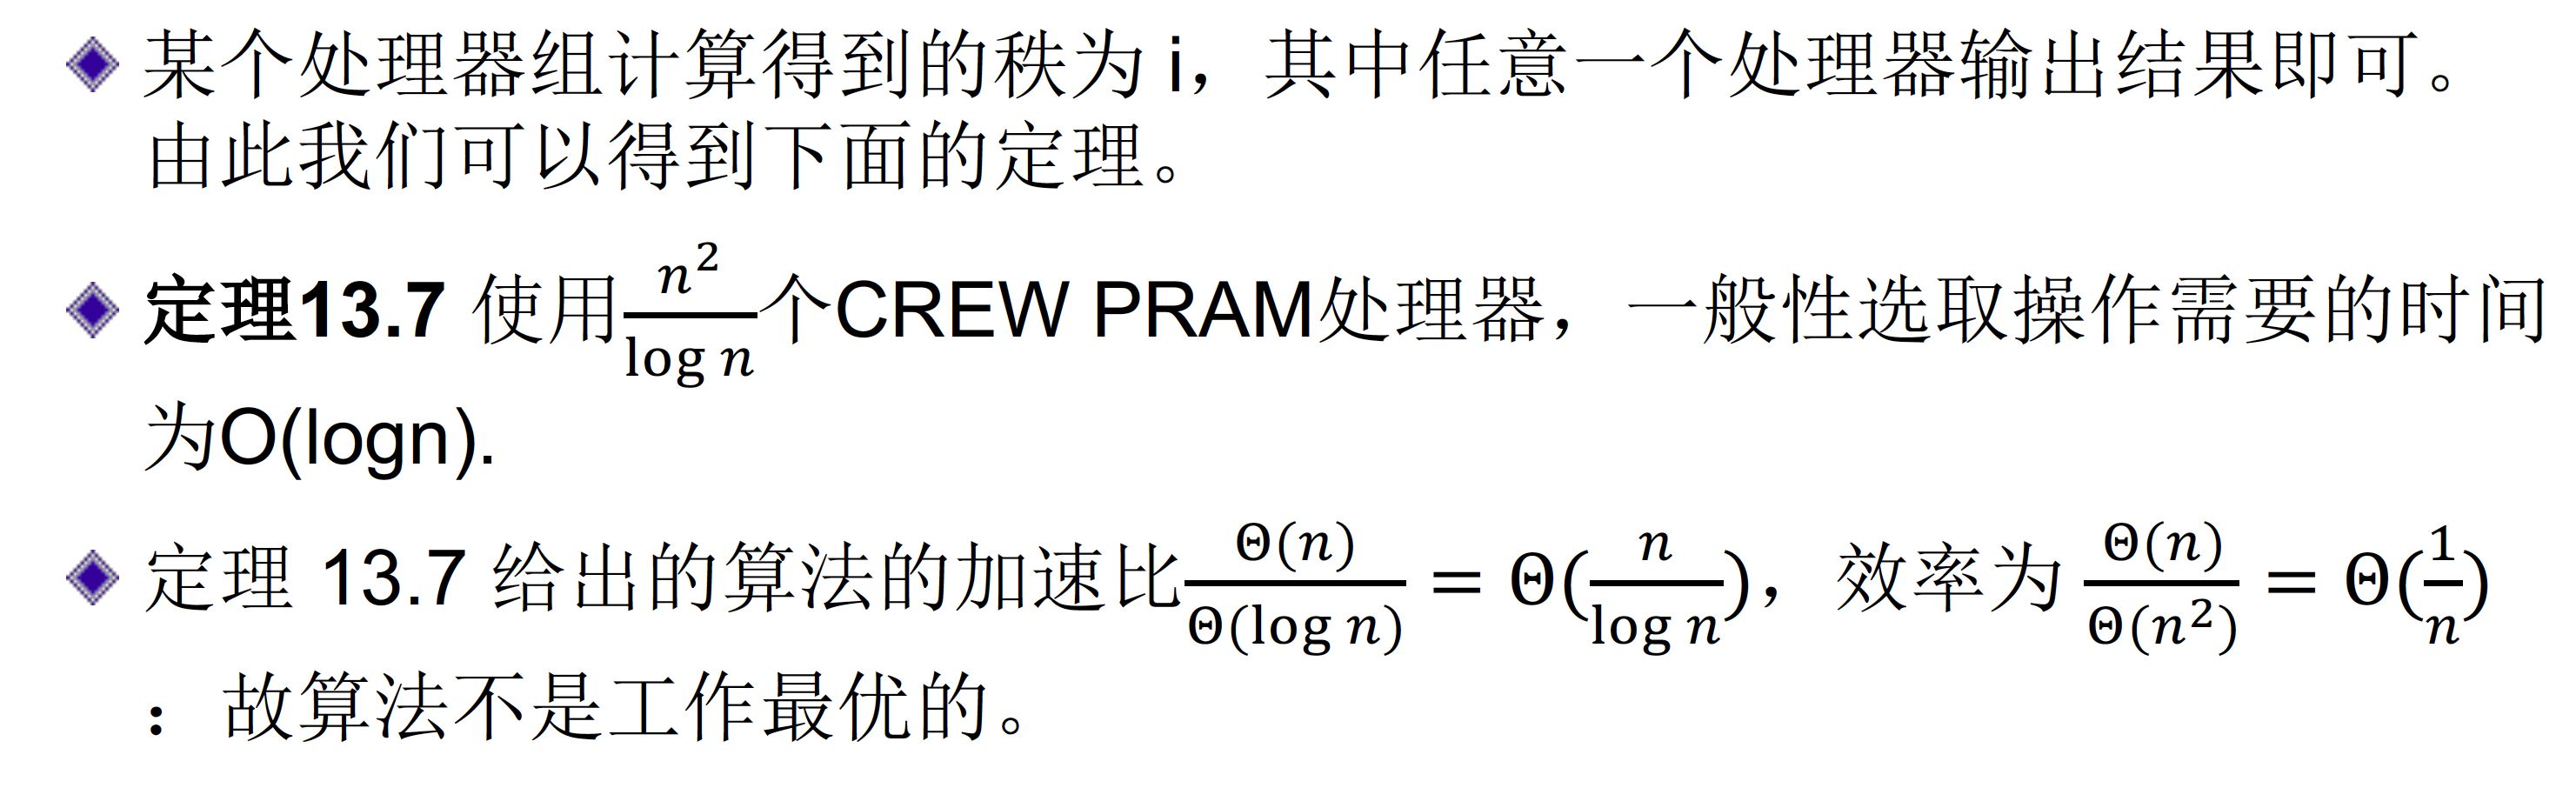 某个处理器组计算得到的秩为 i，其中任意一个处理器输出结果即可。
由此我们可以得到下面的定理。
定理13.7 使用$\frac{n^2}{\log n}$个CREW PRAM处理器，一般性选取操作需要的时间
为O(logn).
定理 13.7 给出的算法的加速比$\frac{\Theta(n)}{\Theta(\log n)} = \Theta(\frac{n}{\log n})$，效率为 $\frac{\Theta(n)}{\Theta(n^2)} = \Theta(\frac{1}{n})$
：故算法不是工作最优的。